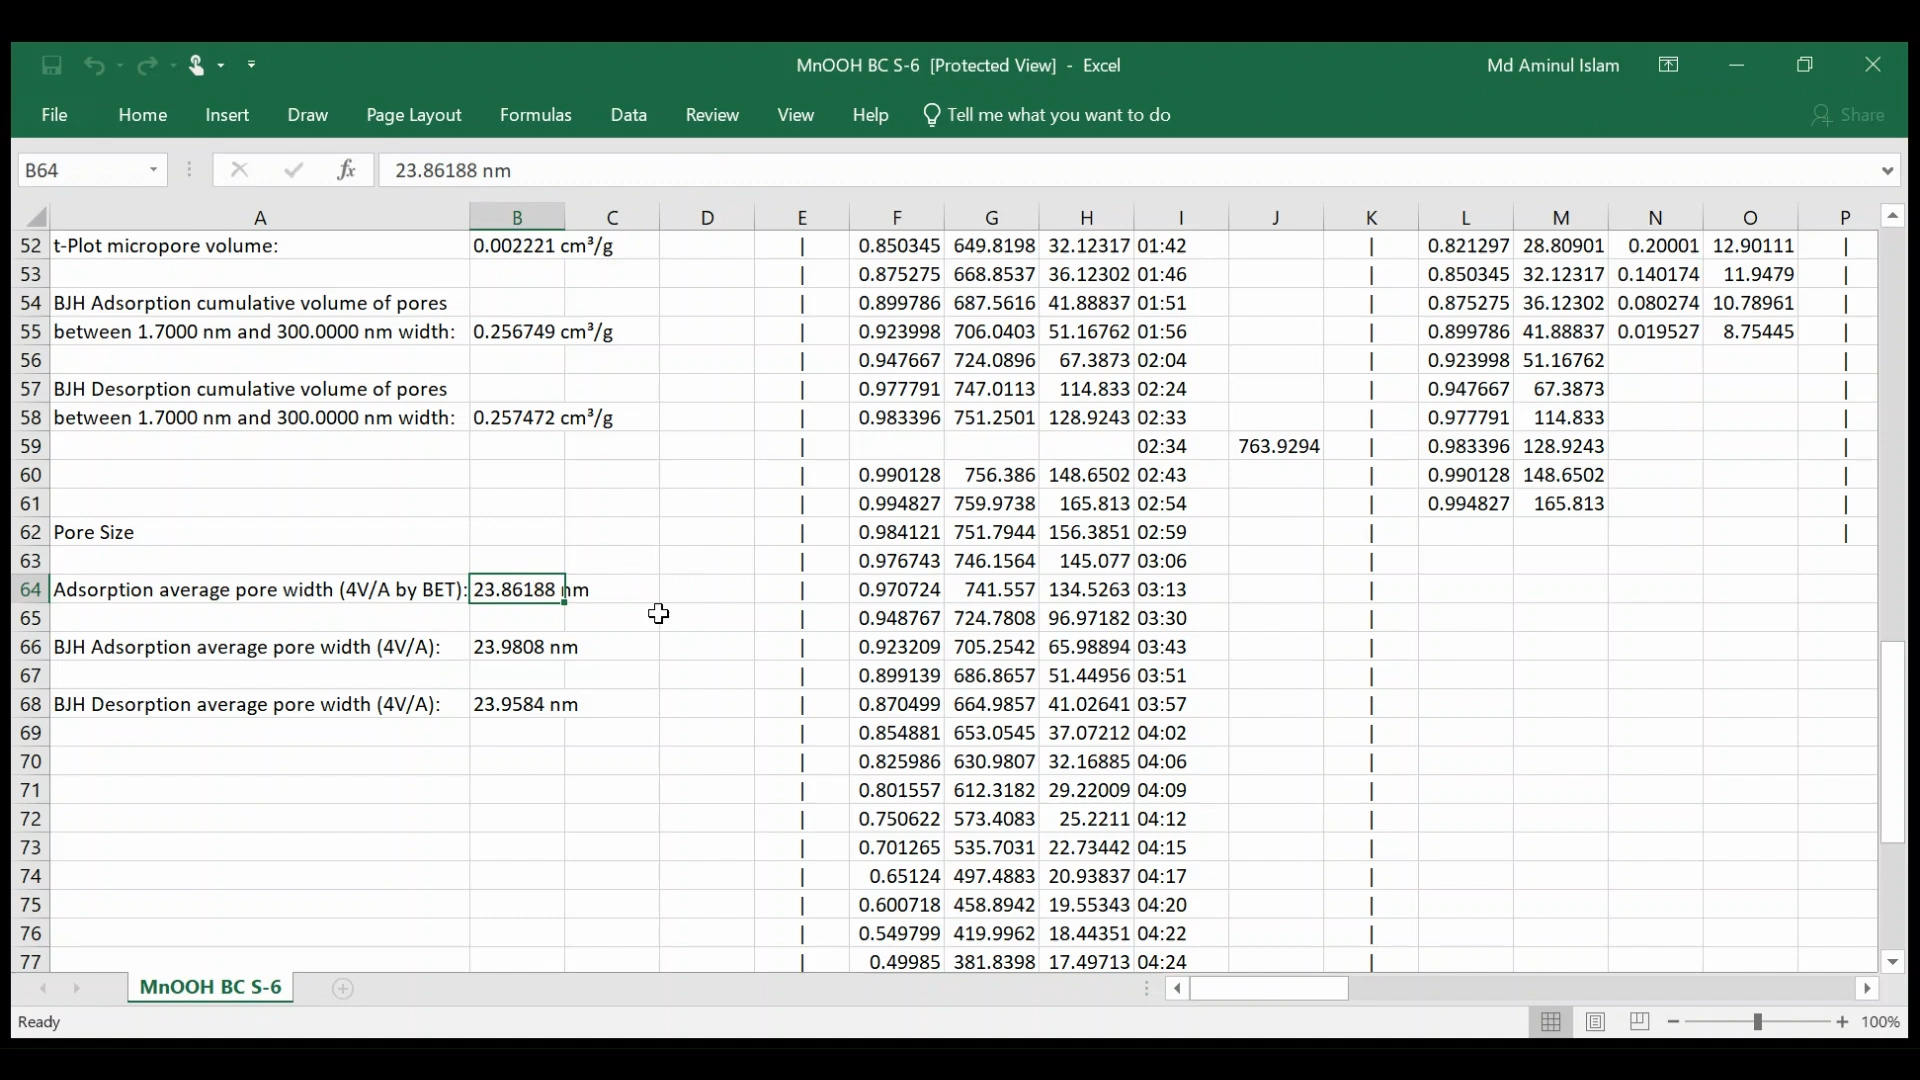 MnOOH BC S-6 [Protected View] - Excel
Md Aminul Islam
File Home Insert Draw Page Layout Formulas Data Review View Help Tell me what you want to do Share
B64 fx 23.86188 nm
A B C D E F G H I J K L M N O P
52 t-Plot micropore volume: 0.002221 cm³/g | 0.850345 649.8198 32.12317 01:42 | 0.821297 28.80901 0.20001 12.90111 |
53 | 0.875275 668.8537 36.12302 01:46 | 0.850345 32.12317 0.140174 11.9479 |
54 BJH Adsorption cumulative volume of pores | 0.899786 687.5616 41.88837 01:51 | 0.875275 36.12302 0.080274 10.78961 |
55 between 1.7000 nm and 300.0000 nm width: 0.256749 cm³/g | 0.923998 706.0403 51.16762 01:56 | 0.899786 41.88837 0.019527 8.75445 |
56 | 0.947667 724.0896 67.3873 02:04 | 0.923998 51.16762 |
57 BJH Desorption cumulative volume of pores | 0.977791 747.0113 114.833 02:24 | 0.947667 67.3873 |
58 between 1.7000 nm and 300.0000 nm width: 0.257472 cm³/g | 0.983396 751.2501 128.9243 02:33 | 0.977791 114.833 |
59 | 02:34 763.9294 | 0.983396 128.9243 |
60 | 0.990128 756.386 148.6502 02:43 | 0.990128 148.6502 |
61 | 0.994827 759.9738 165.813 02:54 | 0.994827 165.813 |
62 Pore Size | 0.984121 751.7944 156.3851 02:59 | |
63 | 0.976743 746.1564 145.077 03:06 |
64 Adsorption average pore width (4V/A by BET): 23.86188 nm | 0.970724 741.557 134.5263 03:13 |
65 | 0.948767 724.7808 96.97182 03:30 |
66 BJH Adsorption average pore width (4V/A): 23.9808 nm | 0.923209 705.2542 65.98894 03:43 |
67 | 0.899139 686.8657 51.44956 03:51 |
68 BJH Desorption average pore width (4V/A): 23.9584 nm | 0.870499 664.9857 41.02641 03:57 |
69 | 0.854881 653.0545 37.07212 04:02 |
70 | 0.825986 630.9807 32.16885 04:06 |
71 | 0.801557 612.3182 29.22009 04:09 |
72 | 0.750622 573.4083 25.2211 04:12 |
73 | 0.701265 535.7031 22.73442 04:15 |
74 | 0.65124 497.4883 20.93837 04:17 |
75 | 0.600718 458.8942 19.55343 04:20 |
76 | 0.549799 419.9962 18.44351 04:22 |
77 | 0.49985 381.8398 17.49713 04:24 |
MnOOH BC S-6
Ready
100%